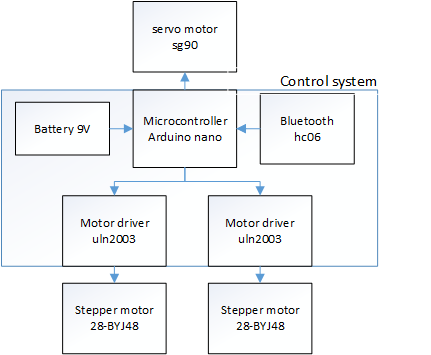 servo motor
sg90
Control system
Battery 9V
Microcontroller
Arduino nano
Bluetooth
hc06
Motor driver
uln2003
Motor driver
uln2003
Stepper motor
28-BYJ48
Stepper motor
28-BYJ48